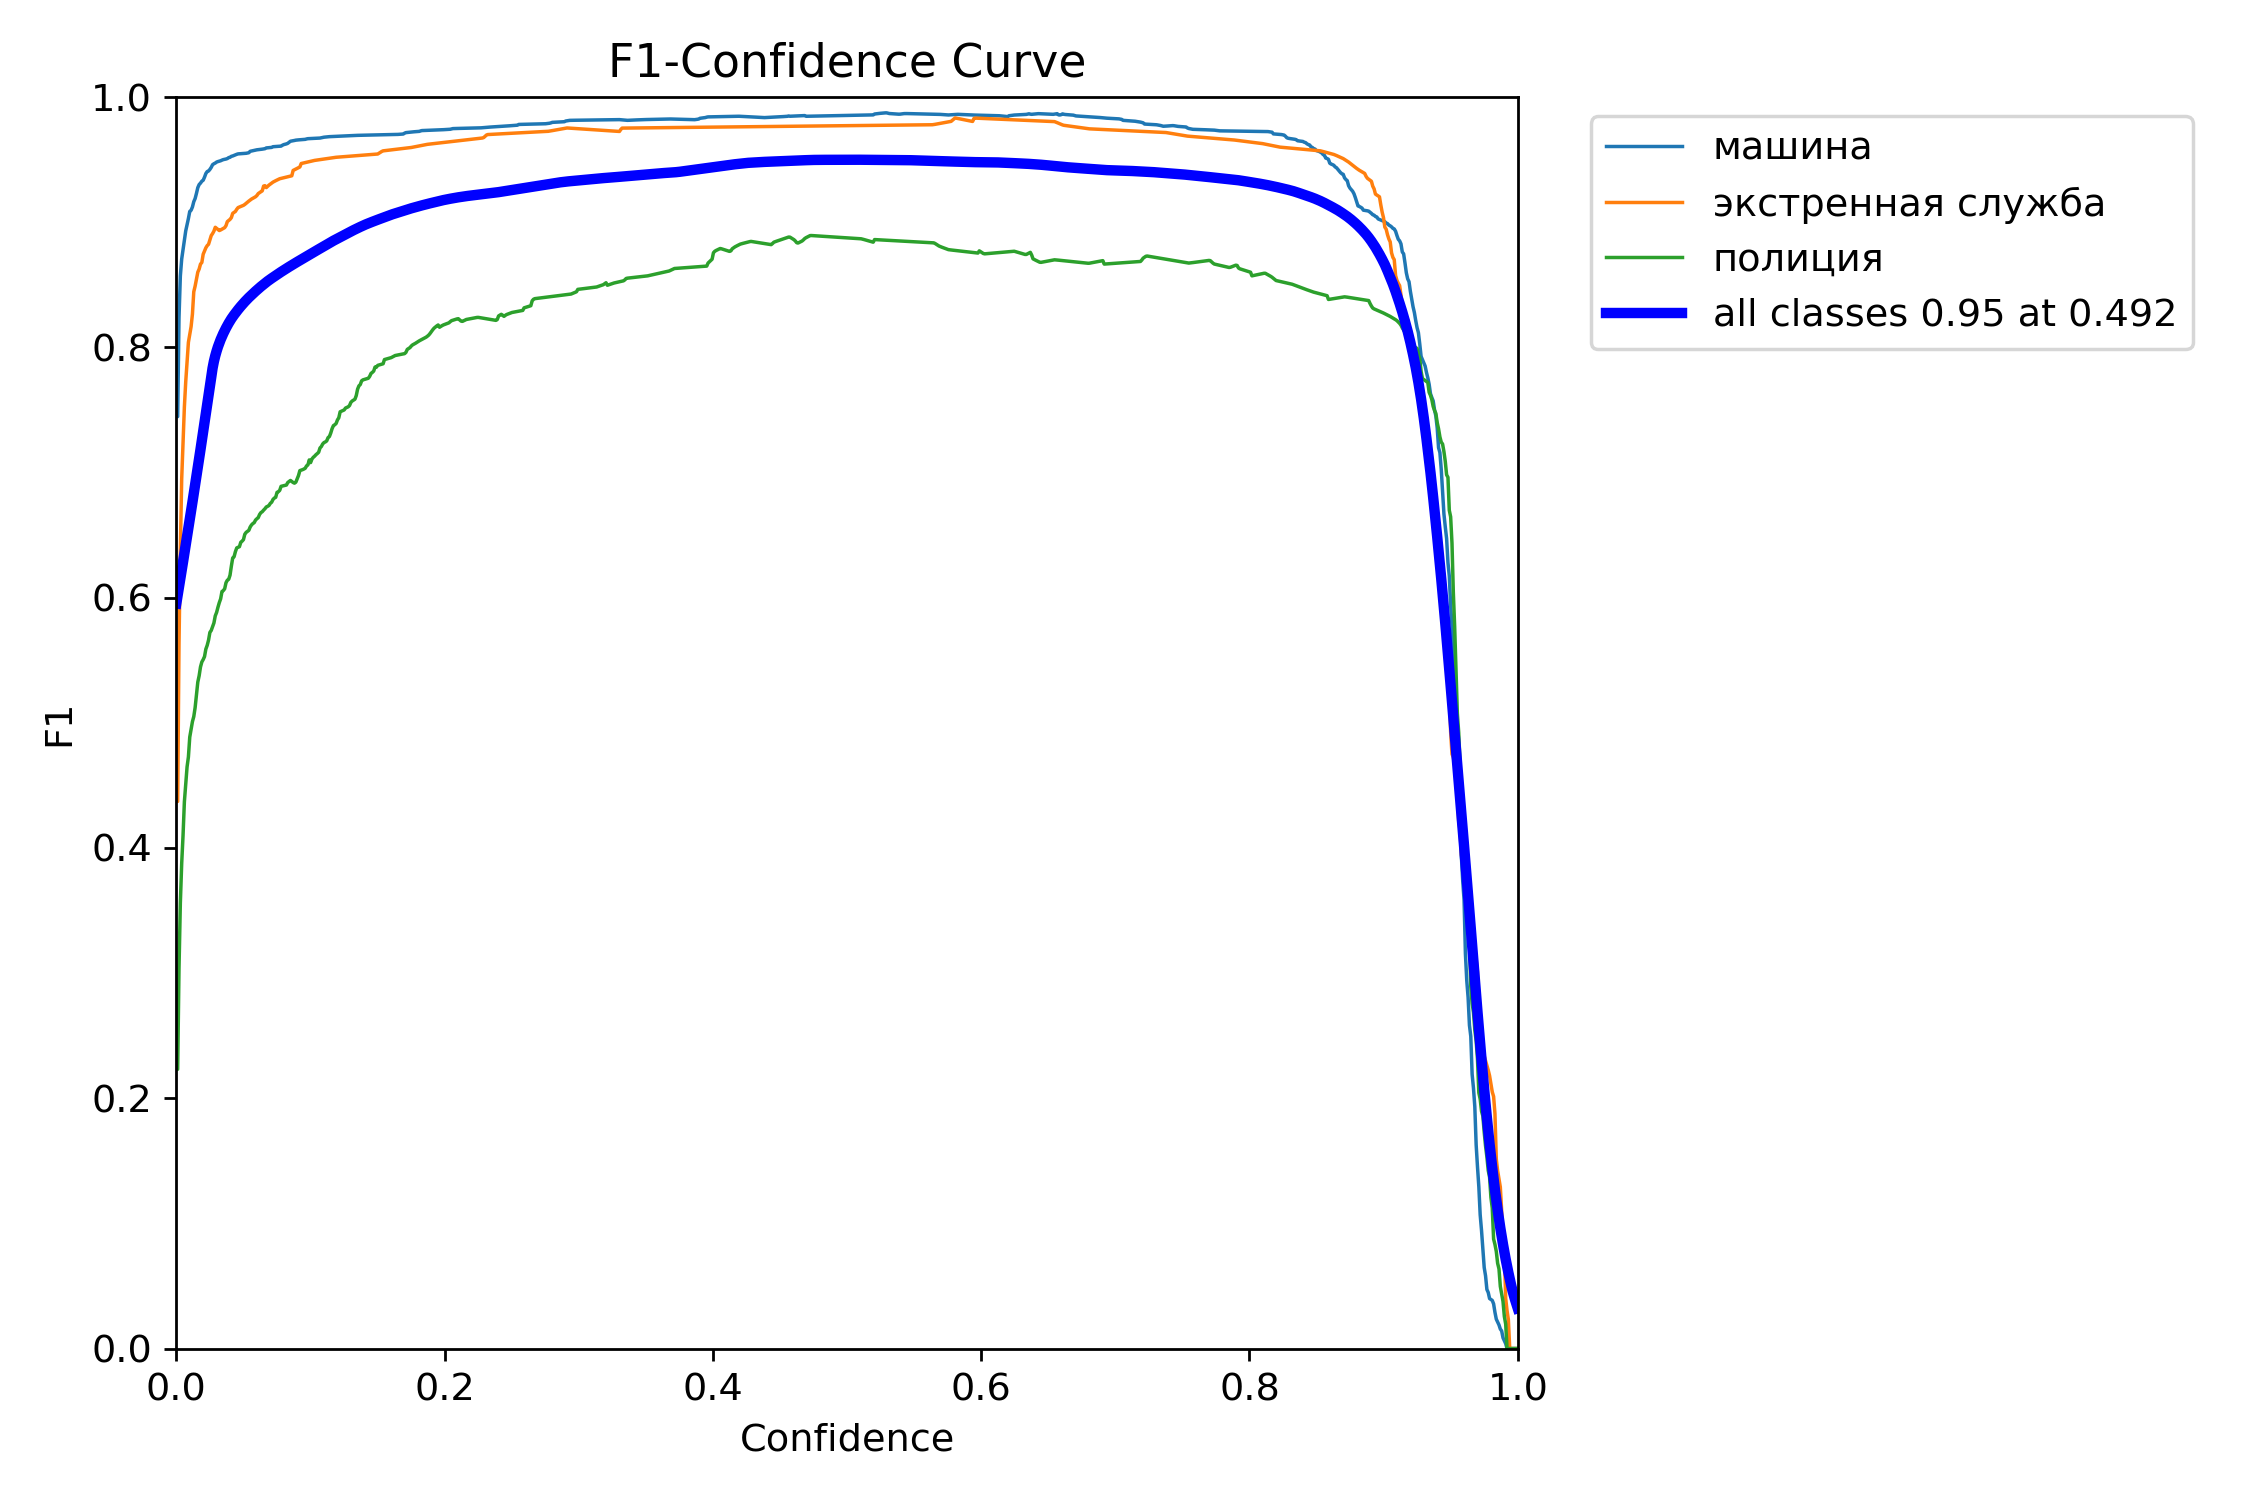 F1-Confidence Curve
1.0
0.8
0.6
0.4
0.2
0.0
F1
0.0 0.2 0.4 0.6 0.8 1.0
Confidence
машина
экстренная служба
полиция
all classes 0.95 at 0.492